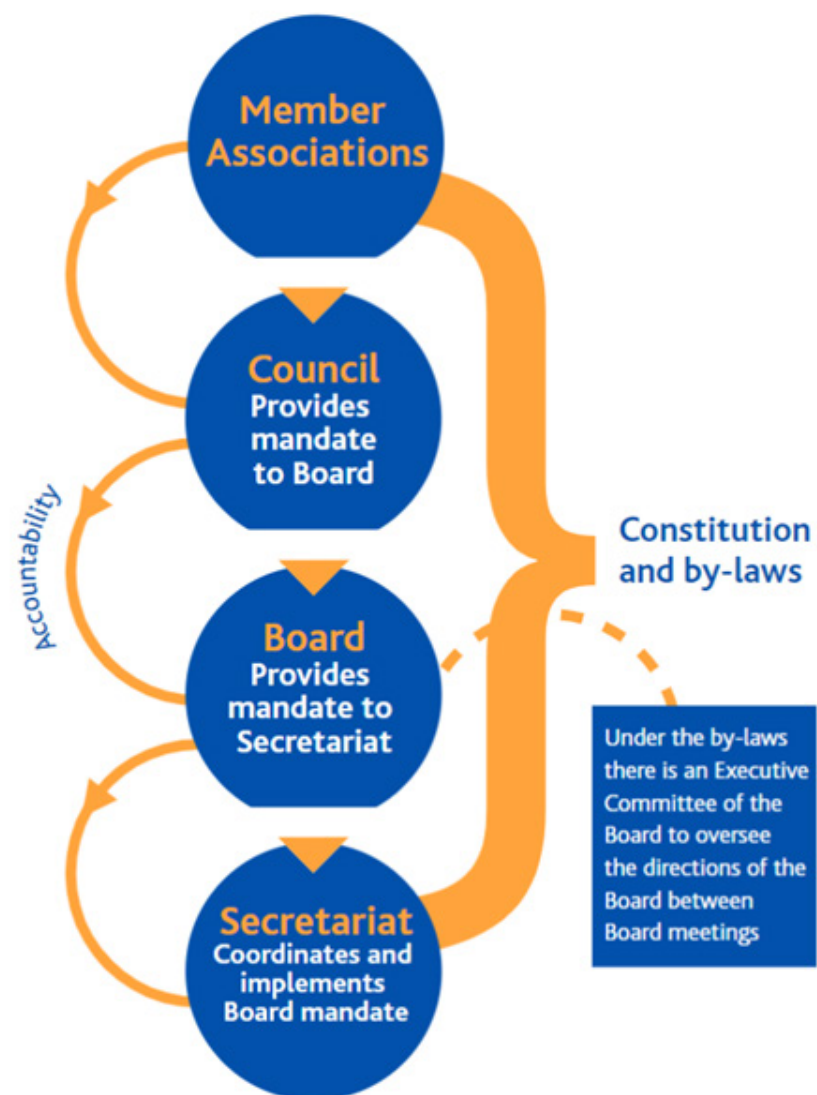 Member
Associations
Council
Provides
mandate
to Board
Accountability
Constitution
and by-laws
Board
Provides
mandate to
Secretariat
Under the by-laws
there is an Executive
Committee of the
Board to oversee
the directions of the
Board between
Board meetings
Secretariat
Coordinates and
implements
Board mandate